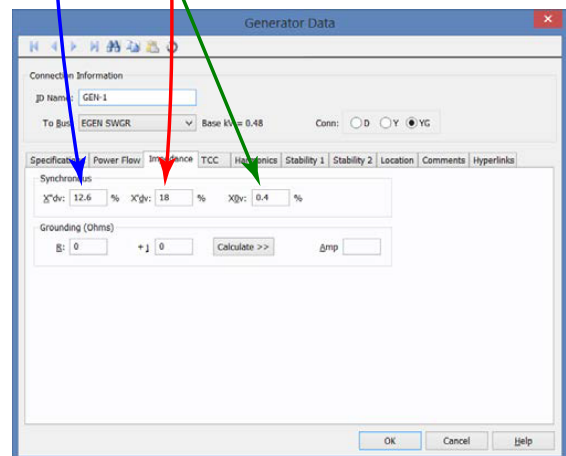 Generator Data
Connection Information
ID Name: GEN-1
To Bus: EGEN SWGR Base kV = 0.48 Conn: D Y YG
Specifications Power Flow Impedance TCC Harmonics Stability 1 Stability 2 Location Comments Hyperlinks
Synchronous
X"dv: 12.6 % X'dv: 18 % X0v: 0.4 %
Grounding (Ohms)
R: 0 + j 0 Calculate >> Amp
OK Cancel Help